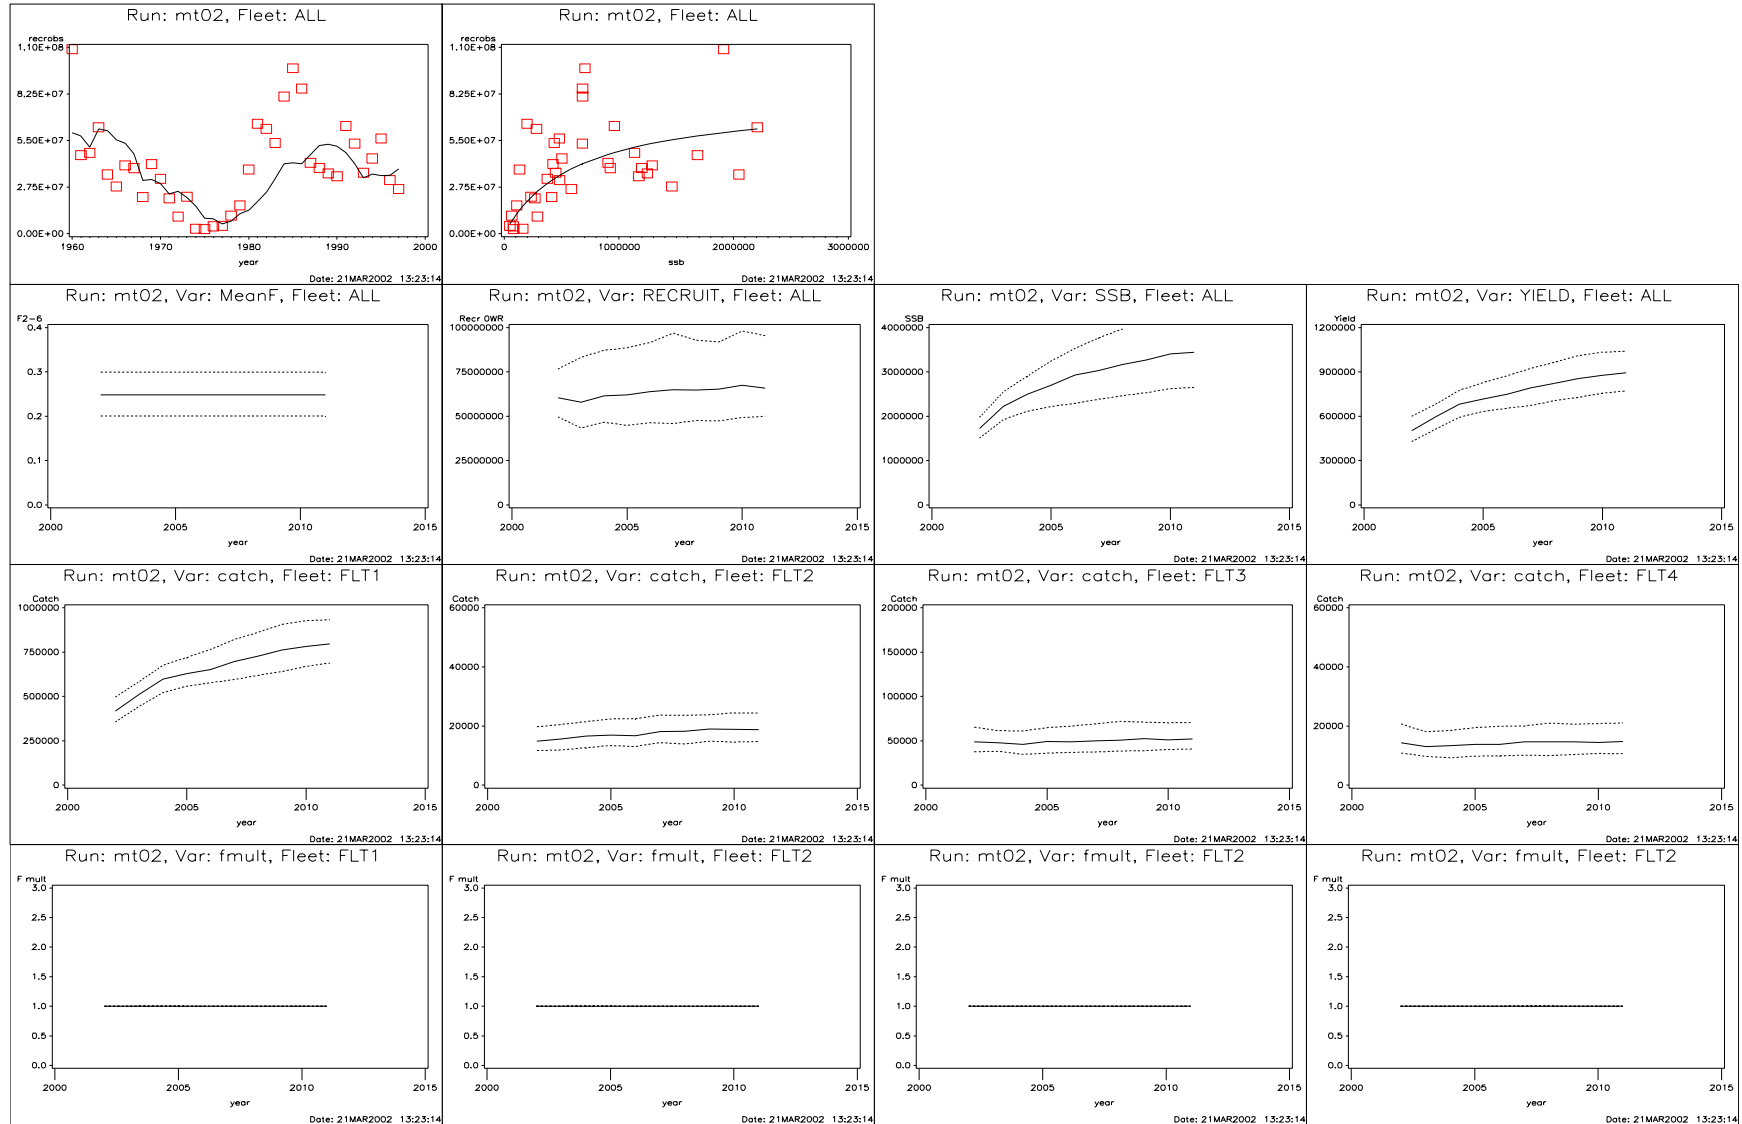 Run: mt02, Fleet: ALL
recrobs
1,10E+08
8.25E+07
5.50E+07
2.75E+07
0.00E+00
1960 1970 1980 1990 2000
year
Date: 21MAR2002 13:23:14
Run: mt02, Fleet: ALL
recrobs
1,10E+08
8.25E+07
5.50E+07
2.75E+07
0.00E+00
0 1000000 2000000 3000000
ssb
Date: 21MAR2002 13:23:14
Run: mt02, Var: MeanF, Fleet: ALL
F2-6
0.4
0.3
0.2
0.1
0.0
2000 2005 2010 2015
year
Date: 21MAR2002 13:23:14
Run: mt02, Var: RECRUIT, Fleet: ALL
Recr 0WR
100000000
75000000
50000000
25000000
0
2000 2005 2010 2015
year
Date: 21MAR2002 13:23:14
Run: mt02, Var: SSB, Fleet: ALL
SSB
4000000
3000000
2000000
1000000
0
2000 2005 2010 2015
year
Date: 21MAR2002 13:23:14
Run: mt02, Var: YIELD, Fleet: ALL
Yield
1200000
900000
600000
300000
0
2000 2005 2010 2015
year
Date: 21MAR2002 13:23:14
Run: mt02, Var: catch, Fleet: FLT1
Catch
1000000
750000
500000
250000
0
2000 2005 2010 2015
year
Date: 21MAR2002 13:23:14
Run: mt02, Var: catch, Fleet: FLT2
Catch
60000
40000
20000
0
2000 2005 2010 2015
year
Date: 21MAR2002 13:23:14
Run: mt02, Var: catch, Fleet: FLT3
Catch
200000
150000
100000
50000
0
2000 2005 2010 2015
year
Date: 21MAR2002 13:23:14
Run: mt02, Var: catch, Fleet: FLT4
Catch
60000
40000
20000
0
2000 2005 2010 2015
year
Date: 21MAR2002 13:23:14
Run: mt02, Var: fmult, Fleet: FLT1
F mult
3.0
2.5
2.0
1.5
1.0
0.5
0.0
2000 2005 2010 2015
year
Date: 21MAR2002 13:23:14
Run: mt02, Var: fmult, Fleet: FLT2
F mult
3.0
2.5
2.0
1.5
1.0
0.5
0.0
2000 2005 2010 2015
year
Date: 21MAR2002 13:23:14
Run: mt02, Var: fmult, Fleet: FLT2
F mult
3.0
2.5
2.0
1.5
1.0
0.5
0.0
2000 2005 2010 2015
year
Date: 21MAR2002 13:23:14
Run: mt02, Var: fmult, Fleet: FLT2
F mult
3.0
2.5
2.0
1.5
1.0
0.5
0.0
2000 2005 2010 2015
year
Date: 21MAR2002 13:23:14